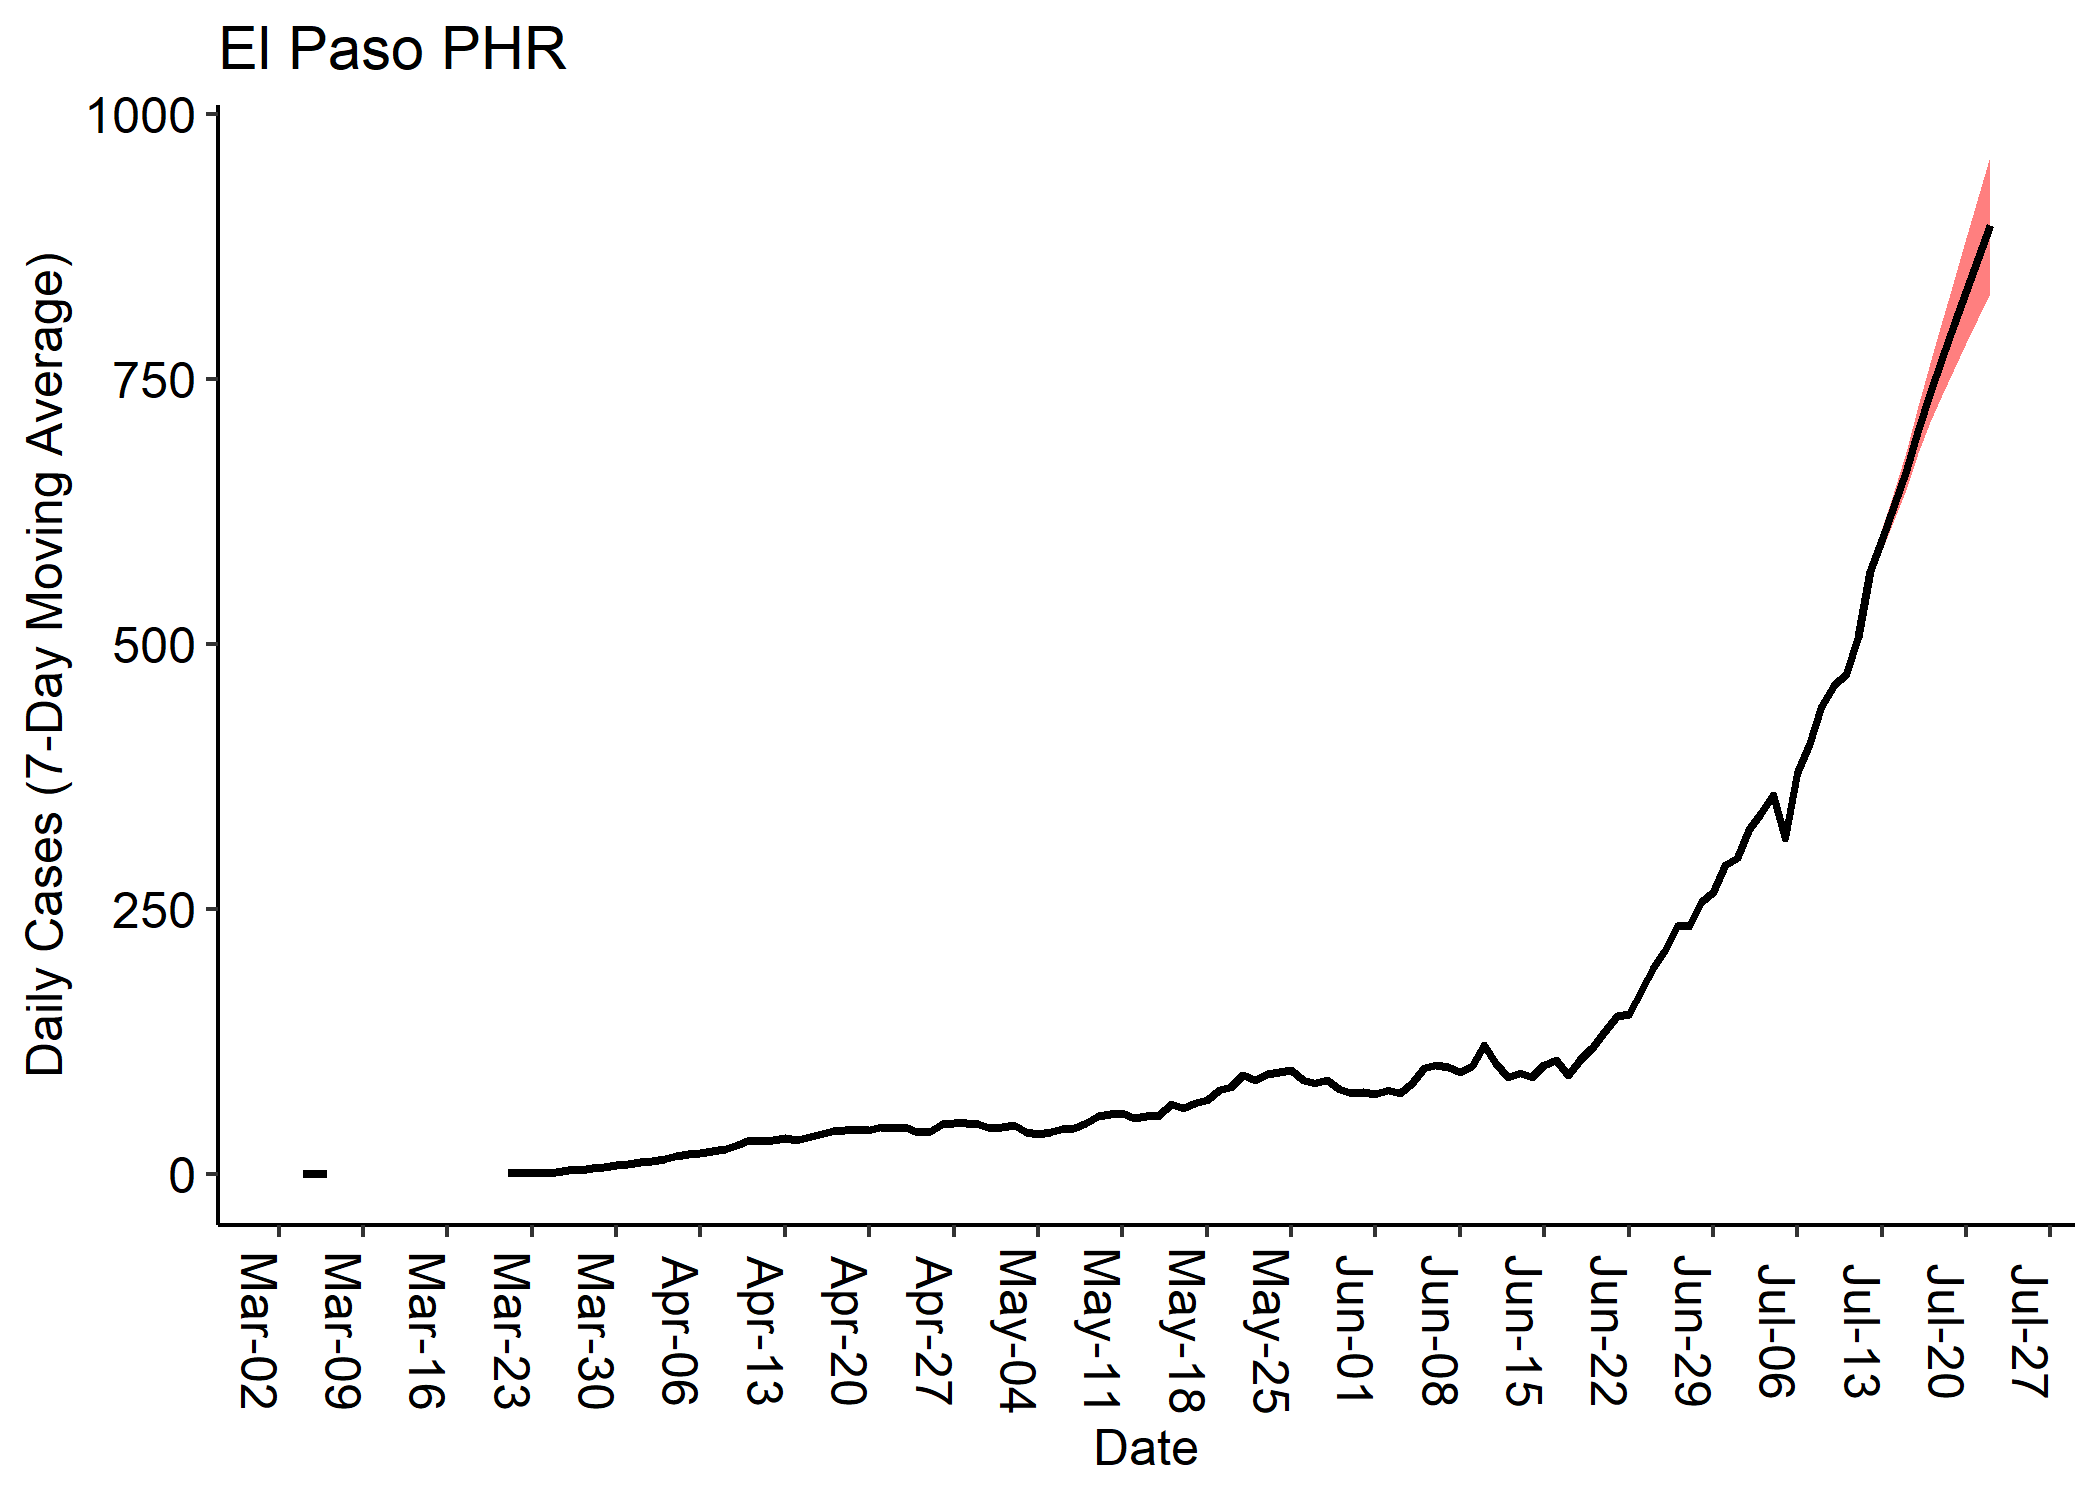 El Paso PHR
Daily Cases (7-Day Moving Average)
1000
750
500
250
0
Mar-02
Mar-09
Mar-16
Mar-23
Mar-30
Apr-06
Apr-13
Apr-20
Apr-27
May-04
May-11
May-18
May-25
Jun-01
Jun-08
Jun-15
Jun-22
Jun-29
Jul-06
Jul-13
Jul-20
Jul-27
Date